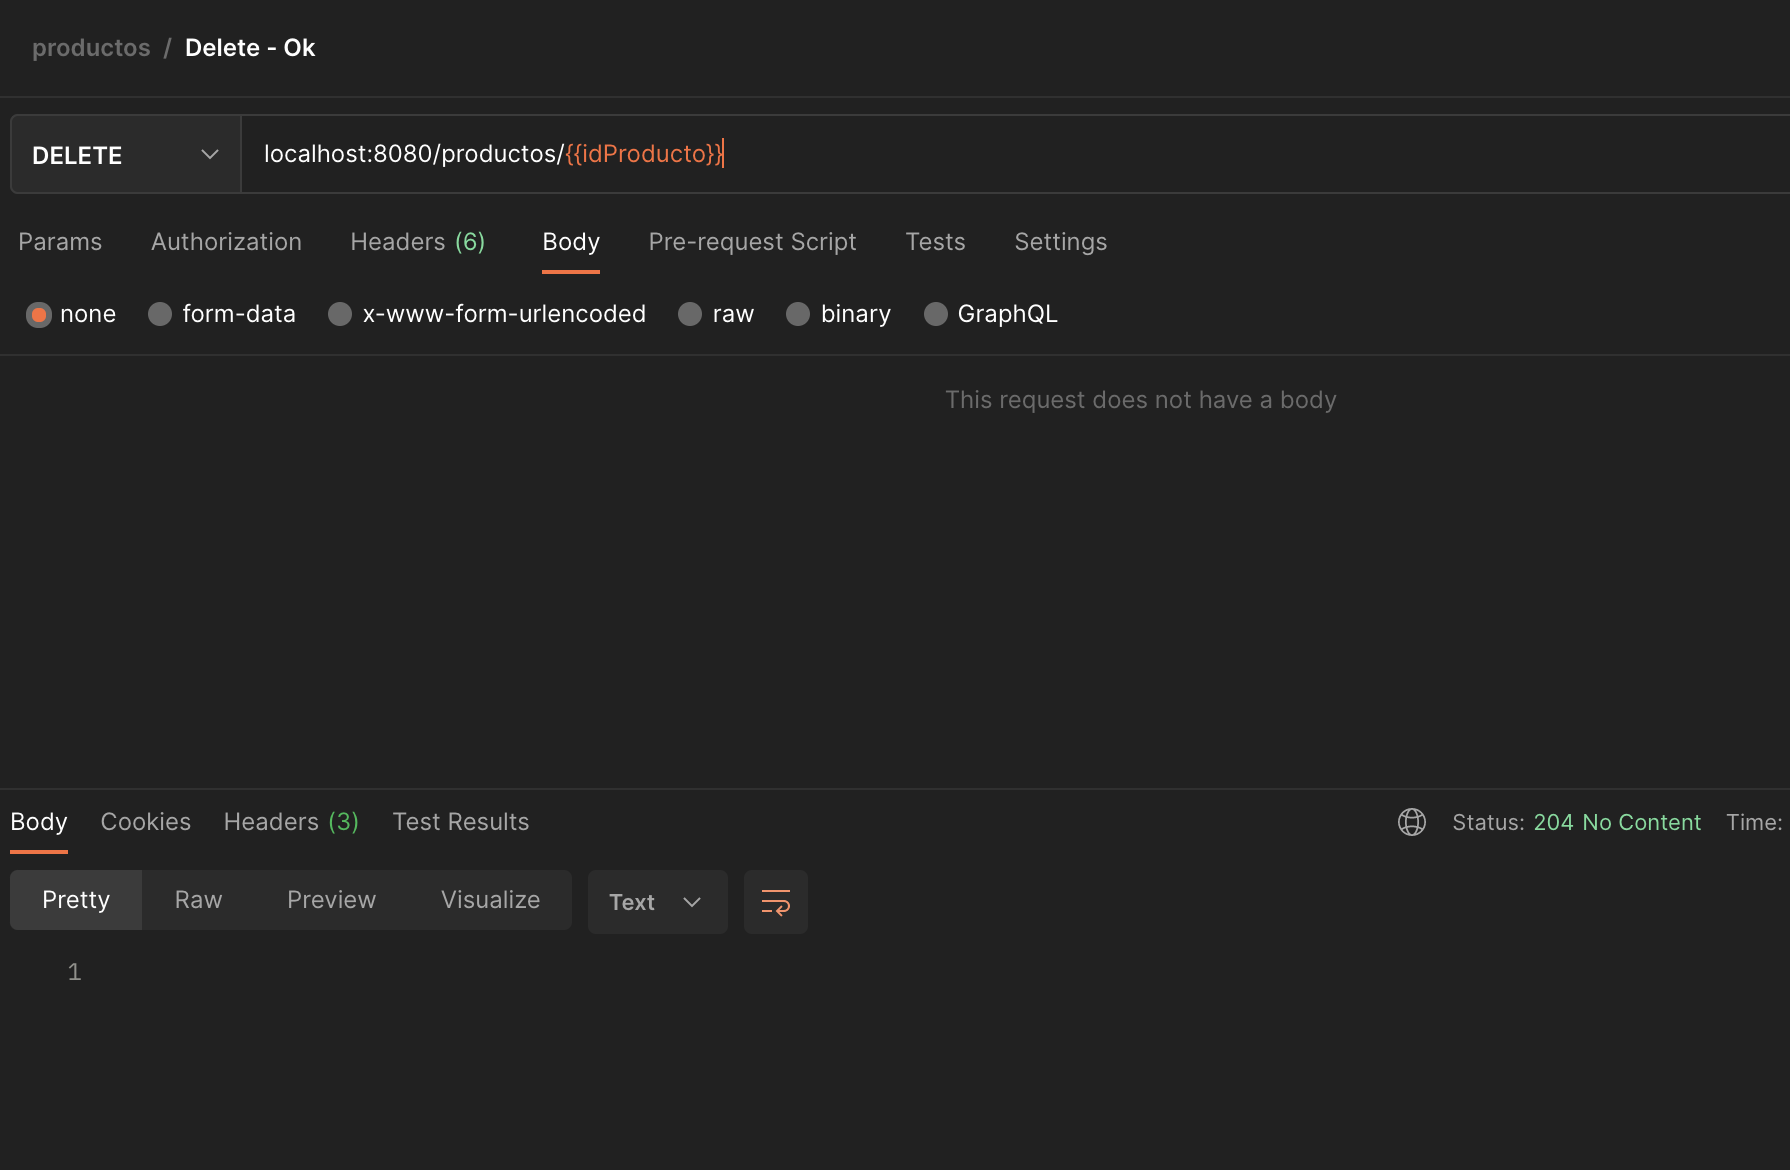 productos / Delete - Ok
DELETE localhost:8080/productos/{{idProducto}}
Params Authorization Headers (6) Body Pre-request Script Tests Settings
none form-data x-www-form-urlencoded raw binary GraphQL
This request does not have a body
Body Cookies Headers (3) Test Results Status: 204 No Content Time:
Pretty Raw Preview Visualize Text
1